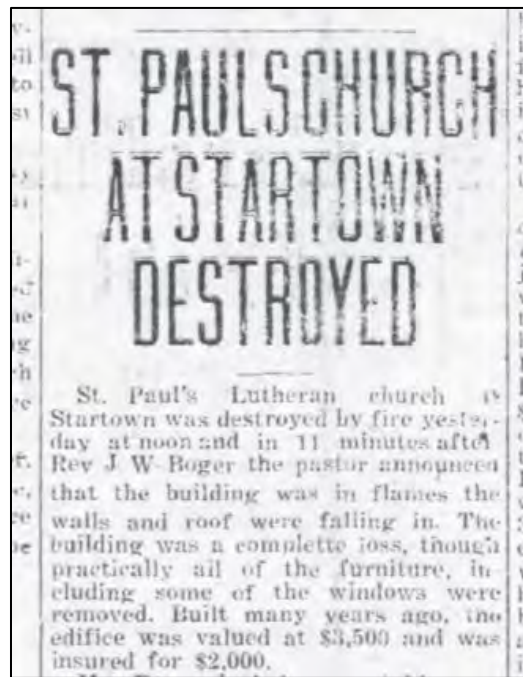 ST. PAULS CHURCH
AT STARTOWN
DESTROYED
St. Paul's Lutheran church
Startown was destroyed by fire yester-
day at noon and in 11 minutes after
Rev J W Boger the pastor announced
that the building was in flames the
walls and roof were falling in. The
building was a complette loss, though
practically all of the furniture, in-
cluding some of the windows were
removed. Built many years ago, the
edifice was valued at $3,500 and was
insured for $2,000.